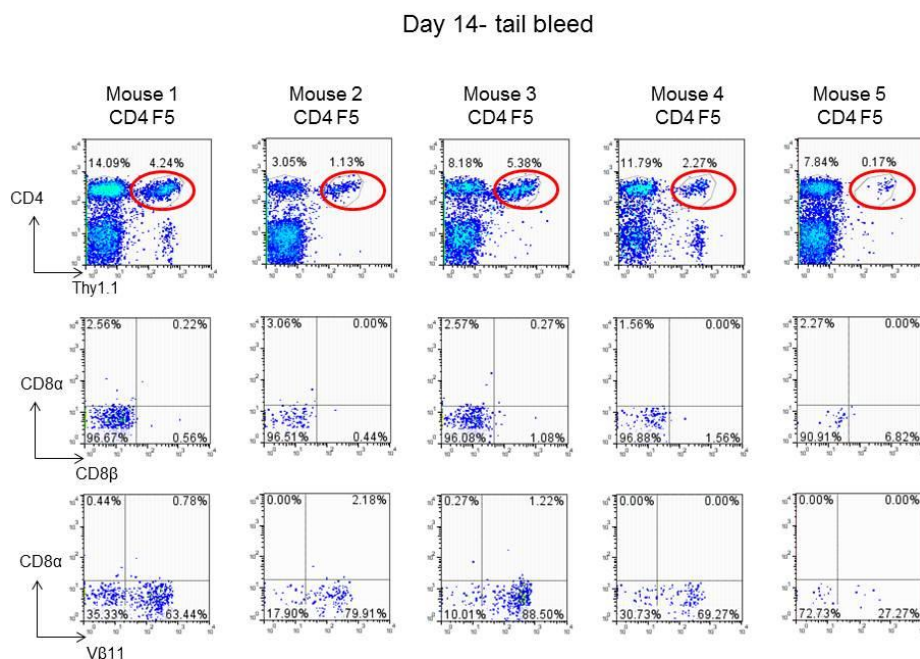 Day 14- tail bleed
Mouse 1 Mouse 2 Mouse 3 Mouse 4 Mouse 5
CD4 F5 CD4 F5 CD4 F5 CD4 F5 CD4 F5
14.09% 4.24% 3.05% 1.13% 8.18% 5.38% 11.79% 2.27% 7.84% 0.17%
CD4
Thy1.1
2.56% 0.22% 3.06% 0.00% 2.57% 0.27% 1.56% 0.00% 2.27% 0.00%
CD8α
96.67% 0.56% 96.51% 0.44% 96.08% 1.08% 96.88% 1.56% 90.91% 6.82%
CD8β
0.44% 0.78% 0.00% 2.18% 0.27% 1.22% 0.00% 0.00% 0.00% 0.00%
CD8α
35.33% 63.44% 17.90% 79.91% 10.01% 88.50% 30.73% 69.27% 72.73% 27.27%
Vβ11